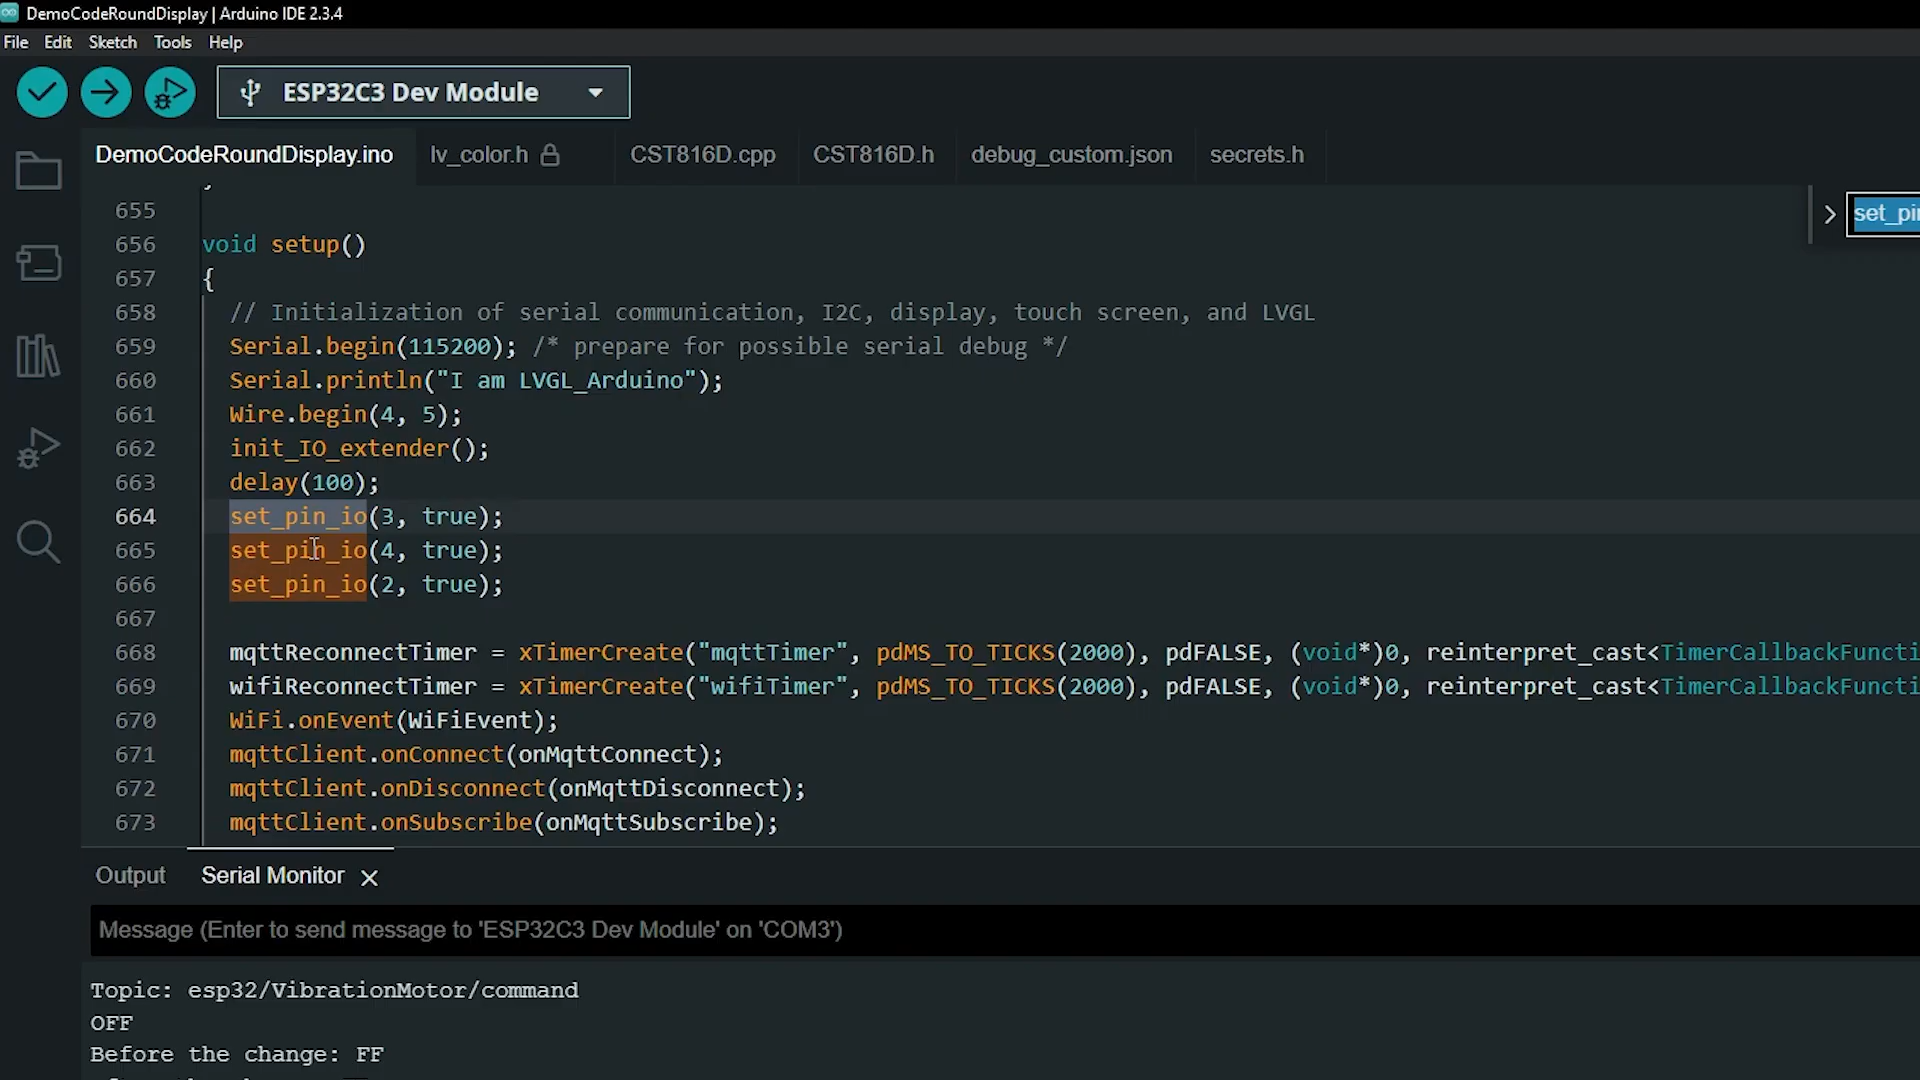 DemoCodeRoundDisplay | Arduino IDE 2.3.4
File Edit Sketch Tools Help
ESP32C3 Dev Module
DemoCodeRoundDisplay.ino lv_color.h CST816D.cpp CST816D.h debug_custom.json secrets.h
655
656 void setup()
657 {
658 // Initialization of serial communication, I2C, display, touch screen, and LVGL
659 Serial.begin(115200); /* prepare for possible serial debug */
660 Serial.println("I am LVGL_Arduino");
661 Wire.begin(4, 5);
662 init_IO_extender();
663 delay(100);
664 set_pin_io(3, true);
665 set_pin_io(4, true);
666 set_pin_io(2, true);
667
668 mqttReconnectTimer = xTimerCreate("mqttTimer", pdMS_TO_TICKS(2000), pdFALSE, (void*)0, reinterpret_cast<TimerCallbackFuncti
669 wifiReconnectTimer = xTimerCreate("wifiTimer", pdMS_TO_TICKS(2000), pdFALSE, (void*)0, reinterpret_cast<TimerCallbackFuncti
670 WiFi.onEvent(WiFiEvent);
671 mqttClient.onConnect(onMqttConnect);
672 mqttClient.onDisconnect(onMqttDisconnect);
673 mqttClient.onSubscribe(onMqttSubscribe);
set_pin
Output Serial Monitor
Message (Enter to send message to 'ESP32C3 Dev Module' on 'COM3')
Topic: esp32/VibrationMotor/command
OFF
Before the change: FF